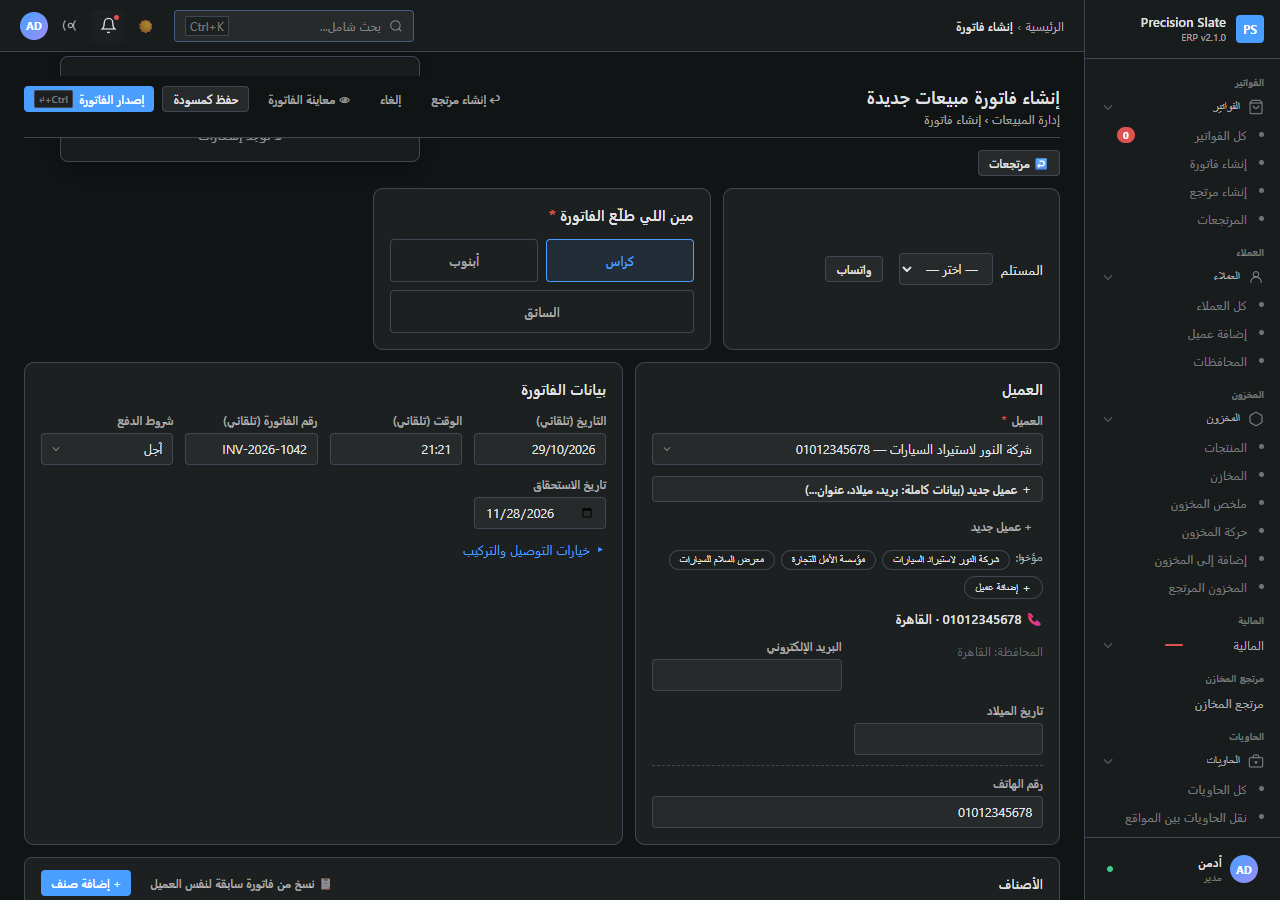 PS
Precision Slate
ERP v2.1.0
الرئيسية › إنشاء فاتورة
بحث شامل...
Ctrl+K
AD
الفواتير
الفواتير
كل الفواتير
0
إنشاء فاتورة
إنشاء مرتجع
المرتجعات
العملاء
العملاء
كل العملاء
إضافة عميل
المحافظات
المخزون
المخزون
المنتجات
المخازن
ملخص المخزون
حركة المخزون
إضافة إلى المخزون
المخزون المرتجع
المالية
المالية
مرتجع المخازن
مرتجع المخازن
الحاويات
الحاويات
كل الحاويات
نقل الحاويات بين المواقع
AD
أدمن
مدير
إنشاء فاتورة مبيعات جديدة
إدارة المبيعات › إنشاء فاتورة
↩ إنشاء مرتجع
إلغاء
معاينة الفاتورة
حفظ كمسودة
إصدار الفاتورة
Ctrl+↵
مرتجعات
المستلم
— اختر —
واتساب
مين اللي طلّع الفاتورة *
كراس
أبنوب
السائق
العميل
العميل *
شركة النور لاستيراد السيارات — 01012345678
+ عميل جديد (بيانات كاملة: بريد، ميلاد، عنوان...)
+ عميل جديد
مؤخرًا:
شركة النور لاستيراد السيارات
مؤسسة الأمل للتجارة
معرض السلام للسيارات
+ إضافة عميل
01012345678 · القاهرة
المحافظة: القاهرة
البريد الإلكتروني
تاريخ الميلاد
رقم الهاتف
01012345678
بيانات الفاتورة
التاريخ (تلقائي)
29/10/2026
الوقت (تلقائي)
21:21
رقم الفاتورة (تلقائي)
INV-2026-1042
شروط الدفع
آجل
تاريخ الاستحقاق
11/28/2026
خيارات التوصيل والتركيب
الأصناف
نسخ من فاتورة سابقة لنفس العميل
+ إضافة صنف